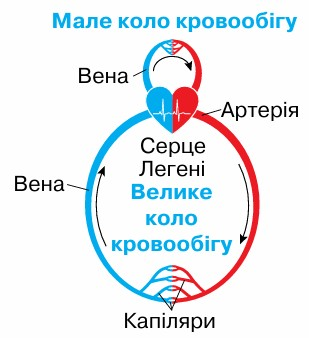 Мале коло кровообігу
Вена
Артерія
Серце
Легені
Вена
Велике
коло
кровообігу
Капіляри